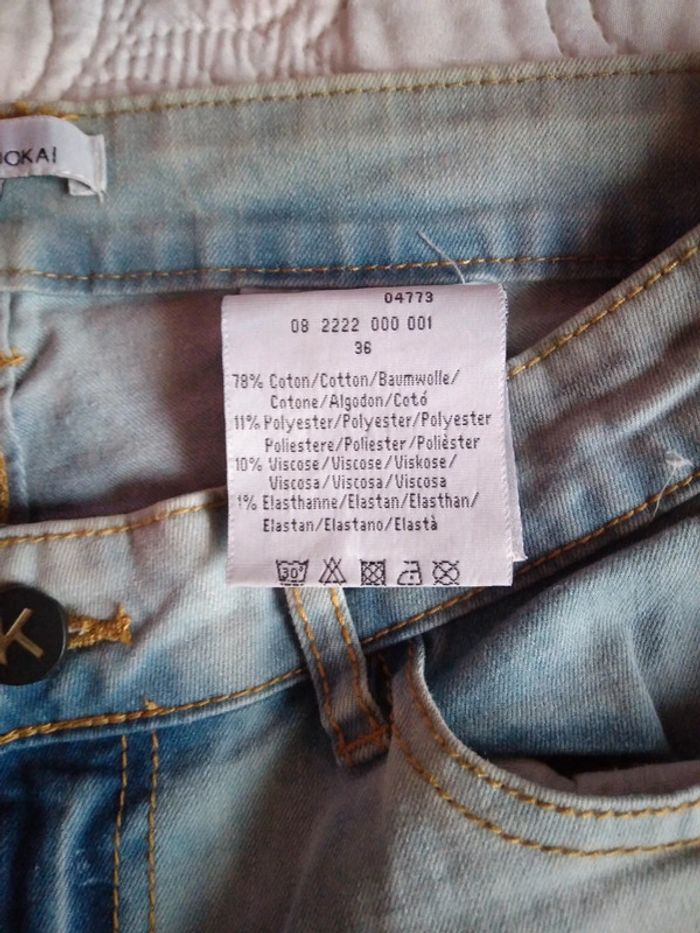 OKAI
04773
08 2222 000 001
36
78% Coton/Cotton/Baumwolle/
Cotone/Algodon/Cotó
11% Polyester/Polyester/Polyester
Poliestere/Poliester/Polièster
10% Viscose/Viscose/Viskose/
Viscosa/Viscosa/Viscosa
1% Elasthanne/Elastan/Elasthan/
Elastan/Elastano/Elastà
30°
K